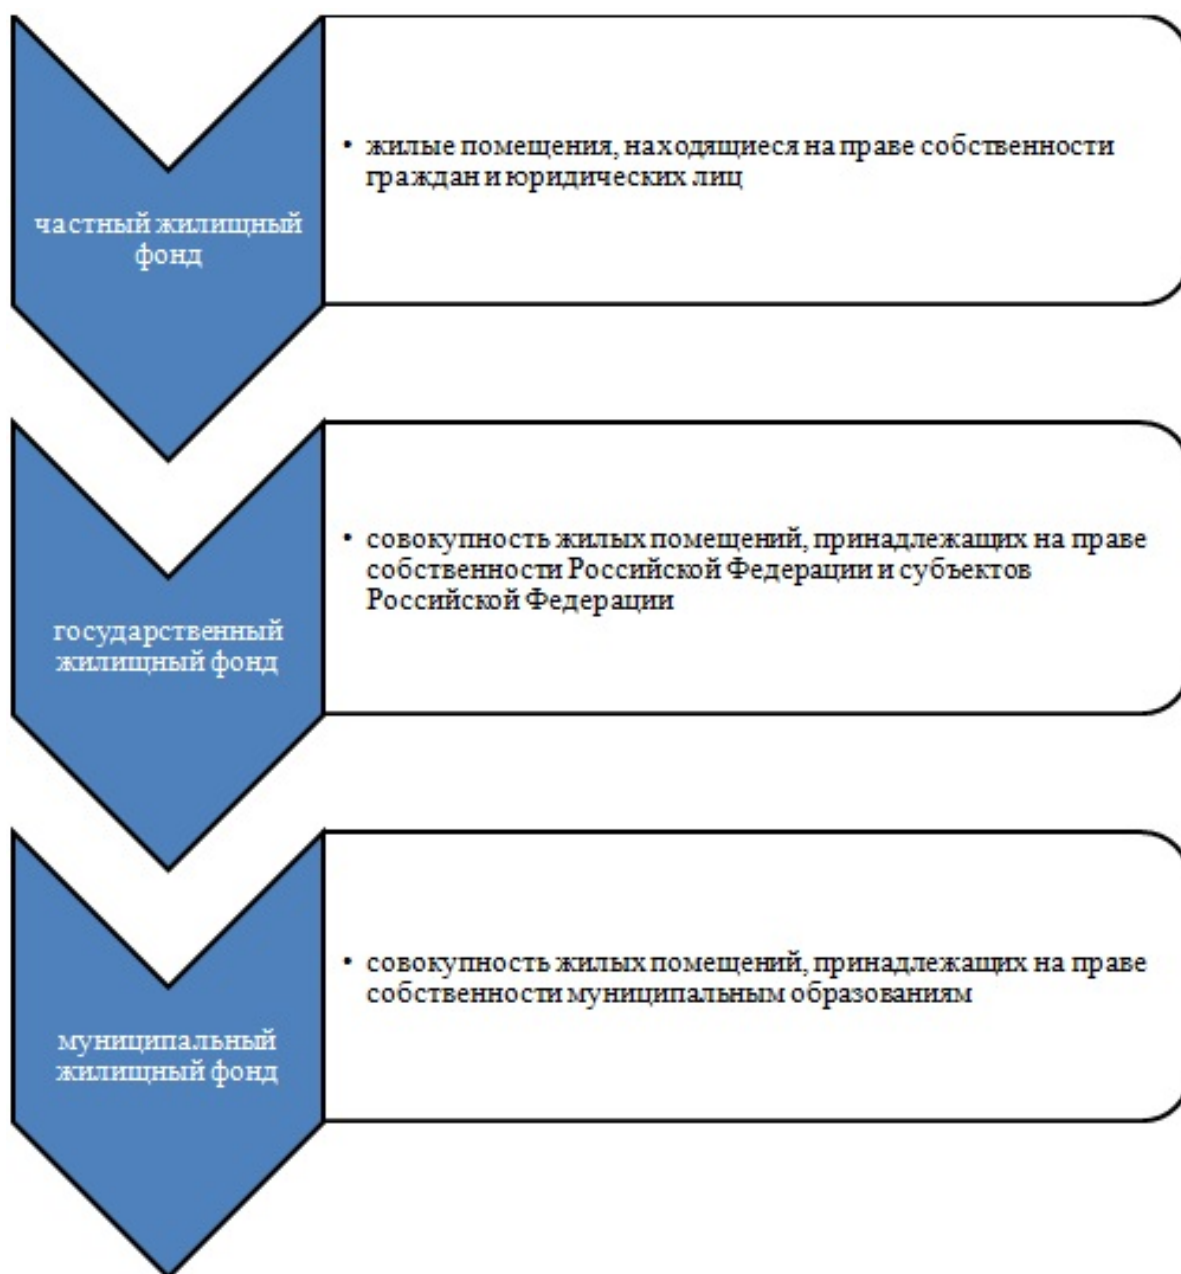 частный жилищный
фонд
• жилые помещения, находящиеся на праве собственности
граждан и юридических лиц
государственный
жилищный фонд
• совокупность жилых помещений, принадлежащих на праве
собственности Российской Федерации и субъектов
Российской Федерации
муниципальный
жилищный фонд
• совокупность жилых помещений, принадлежащих на праве
собственности муниципальным образованиям